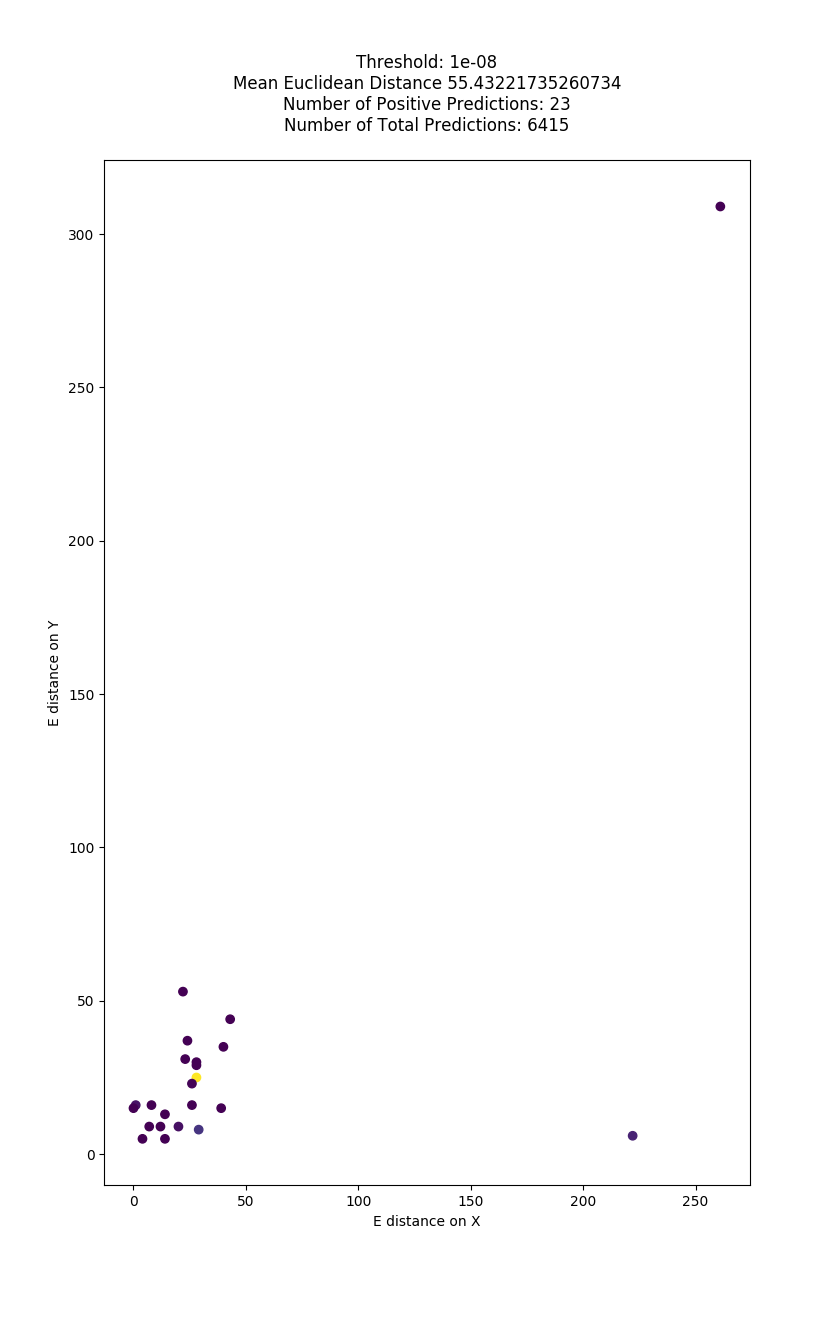 Threshold: 1e-08
Mean Euclidean Distance 55.43221735260734
Number of Positive Predictions: 23
Number of Total Predictions: 6415
300
250
200
150
100
50
0
E distance on Y
0 50 100 150 200 250
E distance on X